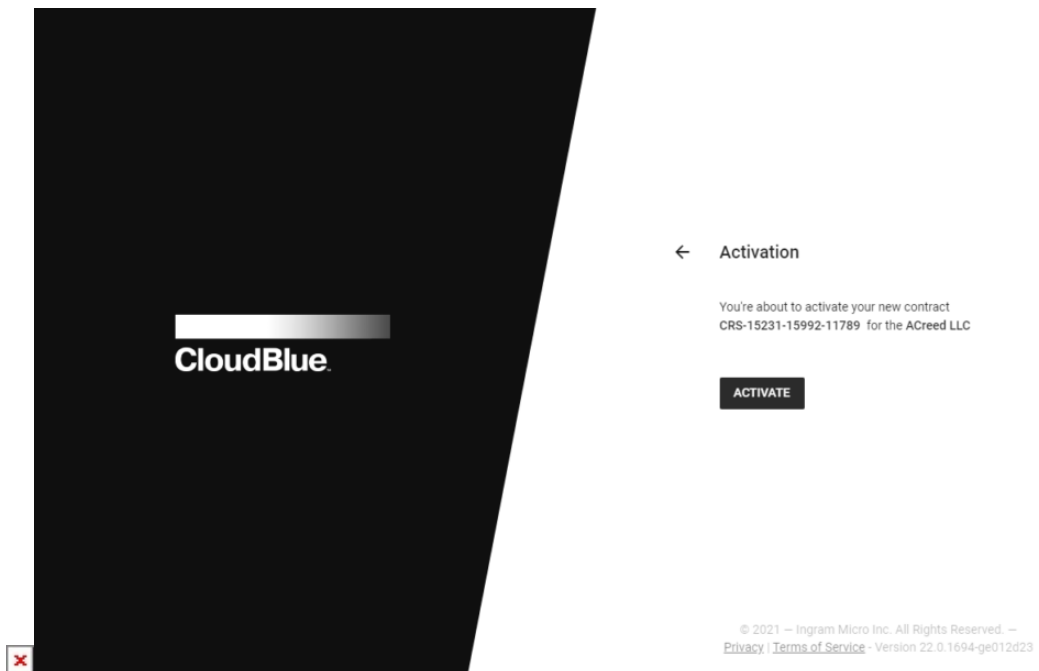 CloudBlue™
Activation
You're about to activate your new contract
CRS-15231-15992-11789 for the ACreed LLC
ACTIVATE
© 2021 — Ingram Micro Inc. All Rights Reserved. —
Privacy | Terms of Service - Version 22.0.1694-ge012d23